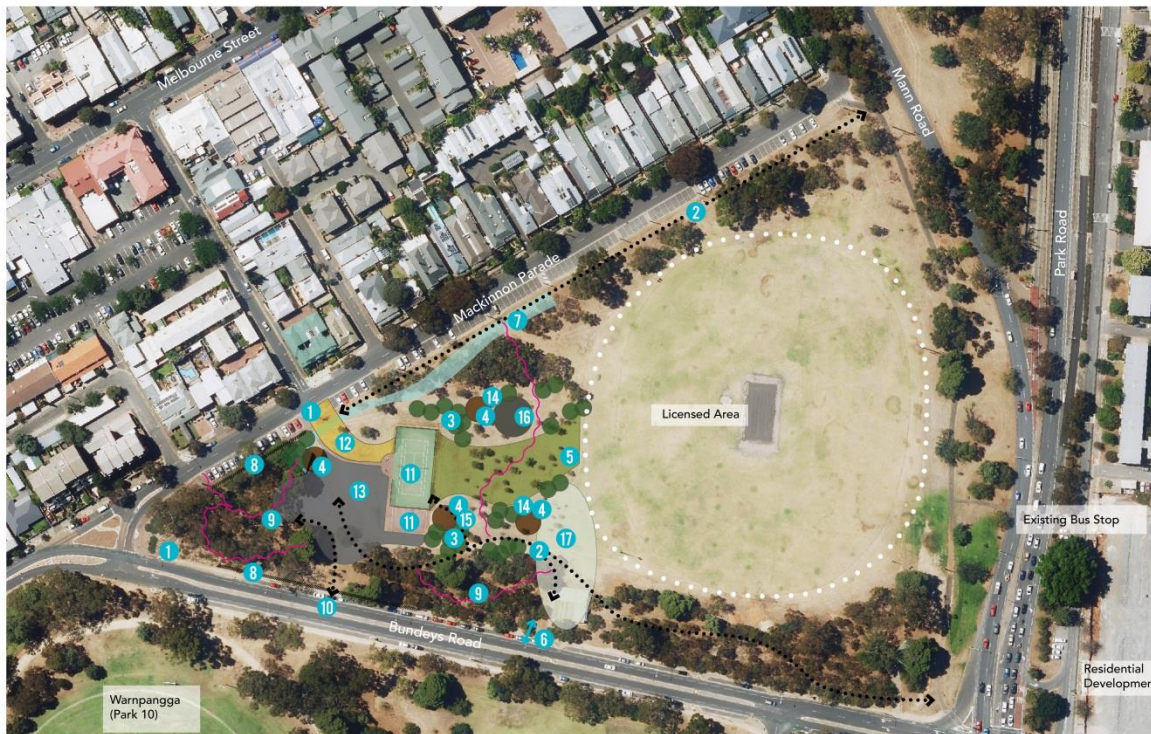 Melbourne Street
Mann Road
Park Road
2
Mackinnon Parade
7
1
14
3
4
16
Licensed Area
12
5
8
4
11
13
4
14
4
9
15
11
3
17
Existing Bus Stop
1
2
8
9
10
Bundeys Road
6
Residential
Developmen
Warnpangga
(Park 10)